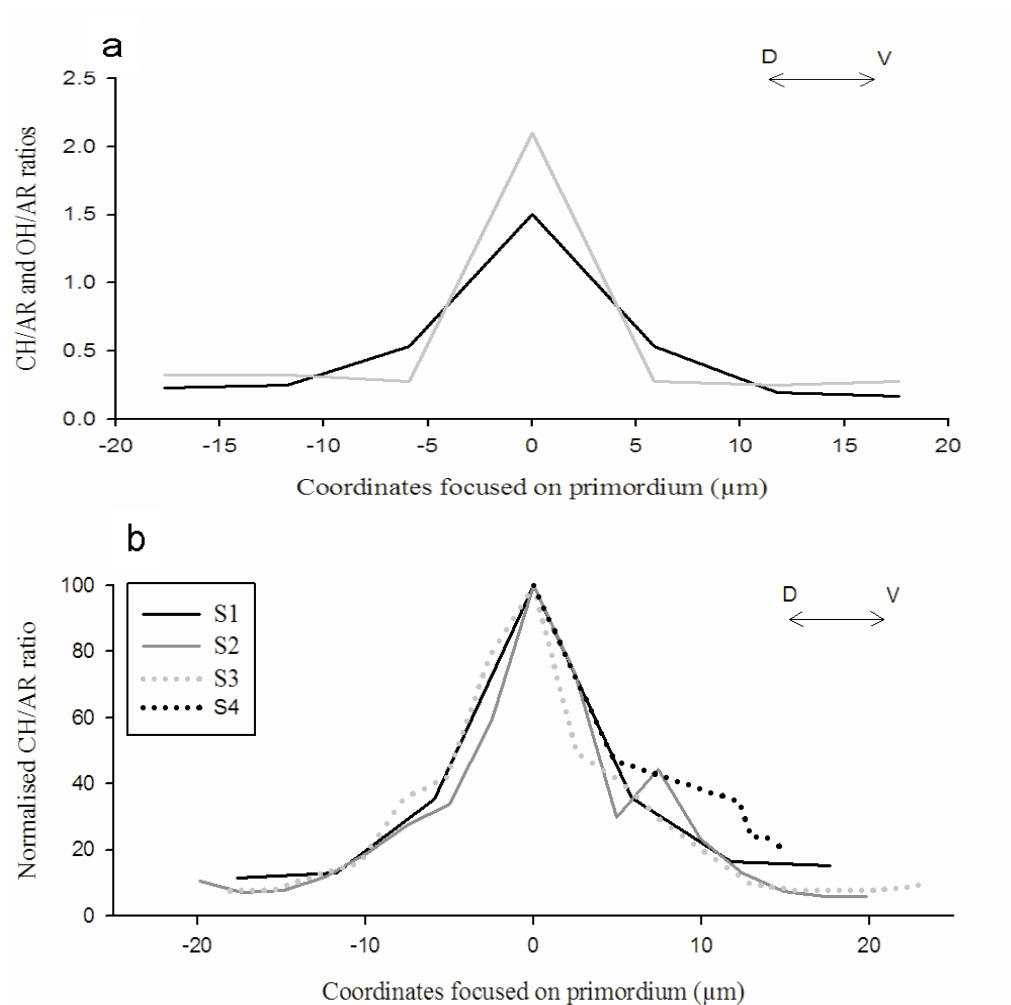 a
D V
2.5
2.0
1.5
1.0
0.5
0.0
CH/AR and OH/AR ratios
-20 -15 -10 -5 0 5 10 15 20
Coordinates focused on primordium (µm)
b
D V
100
80
60
40
20
0
Normalised CH/AR ratio
S1
S2
S3
S4
-20 -10 0 10 20
Coordinates focused on primordium (µm)